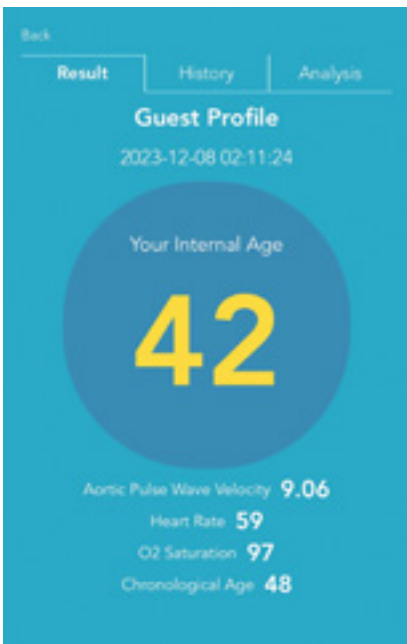 Back
Result History Analysis
Guest Profile
2023-12-08 02:11:24
Your Internal Age
42
Aortic Pulse Wave Velocity 9.06
Heart Rate 59
O2 Saturation 97
Chronological Age 48